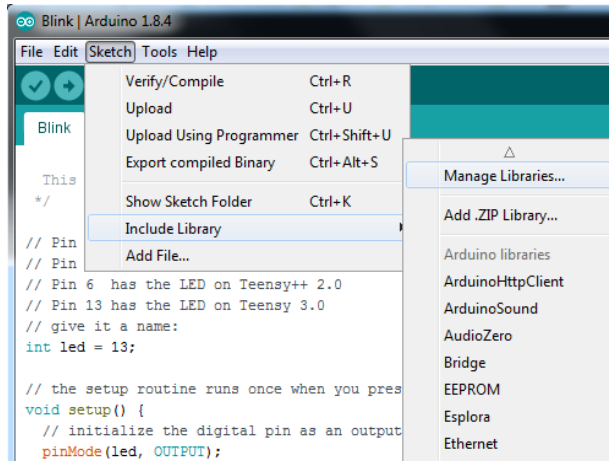 Blink | Arduino 1.8.4
File Edit Sketch Tools Help
Verify/Compile Ctrl+R
Upload Ctrl+U
Upload Using Programmer Ctrl+Shift+U
Export compiled Binary Ctrl+Alt+S
Show Sketch Folder Ctrl+K
Include Library
Add File...
Manage Libraries...
Add .ZIP Library...
Arduino libraries
ArduinoHttpClient
ArduinoSound
AudioZero
Bridge
EEPROM
Esplora
Ethernet
Blink
This
*/
// Pin
// Pin
// Pin 6  has the LED on Teensy++ 2.0
// Pin 13 has the LED on Teensy 3.0
// give it a name:
int led = 13;
// the setup routine runs once when you pres
void setup() {
// initialize the digital pin as an output
pinMode(led, OUTPUT);